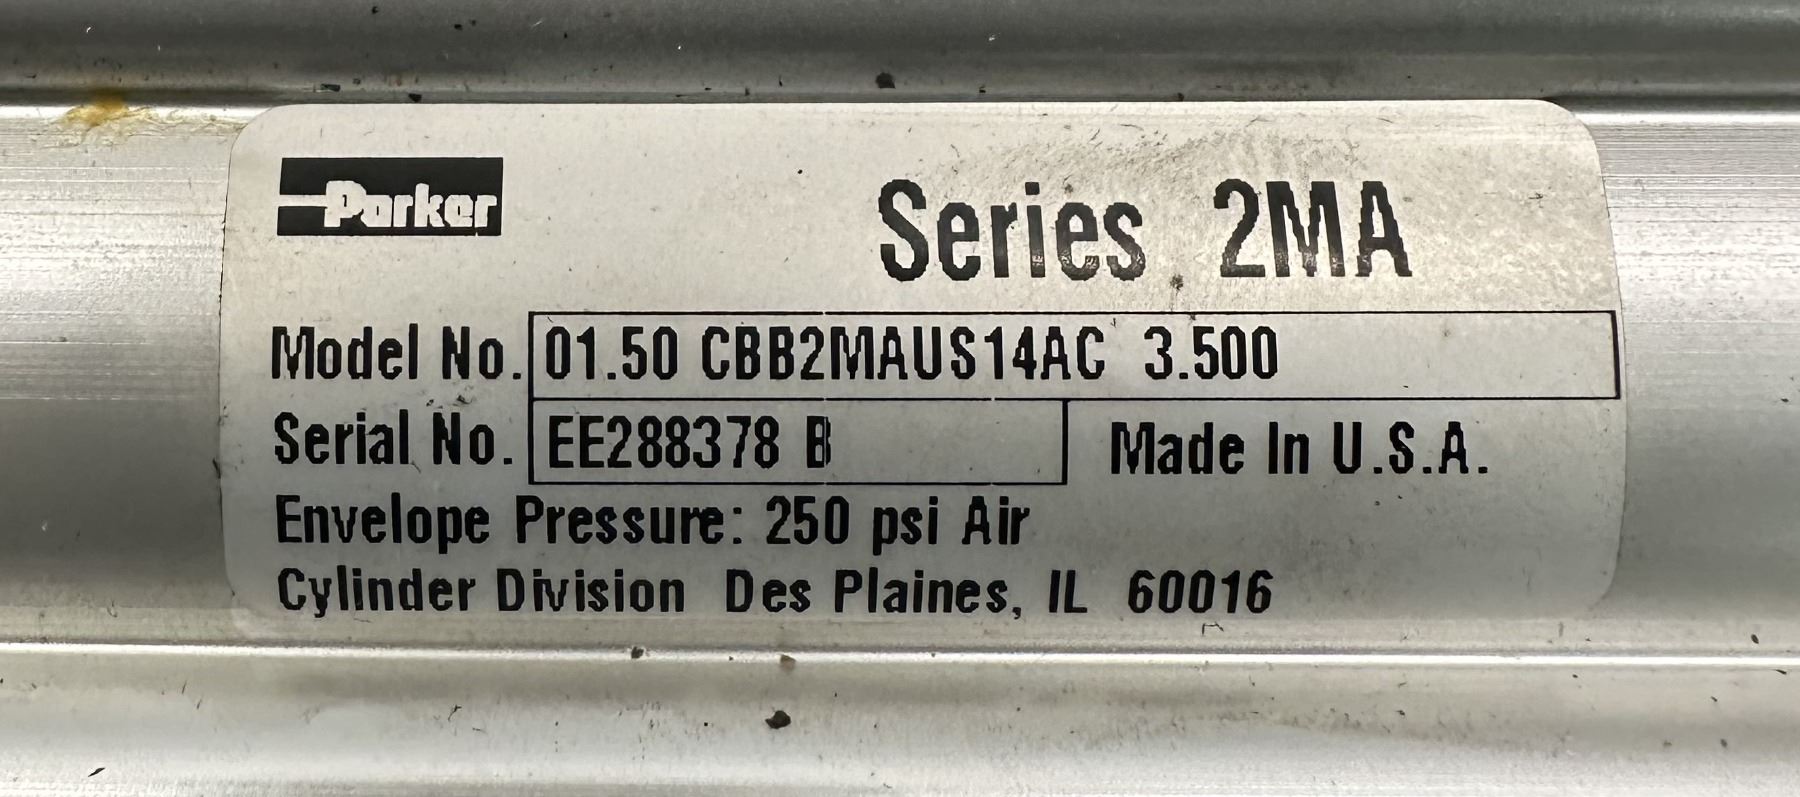 Parker
Series 2MA
Model No. 01.50 CBB2MAUS14AC 3.500
Serial No. EE288378 B Made In U.S.A.
Envelope Pressure: 250 psi Air
Cylinder Division Des Plaines, IL 60016